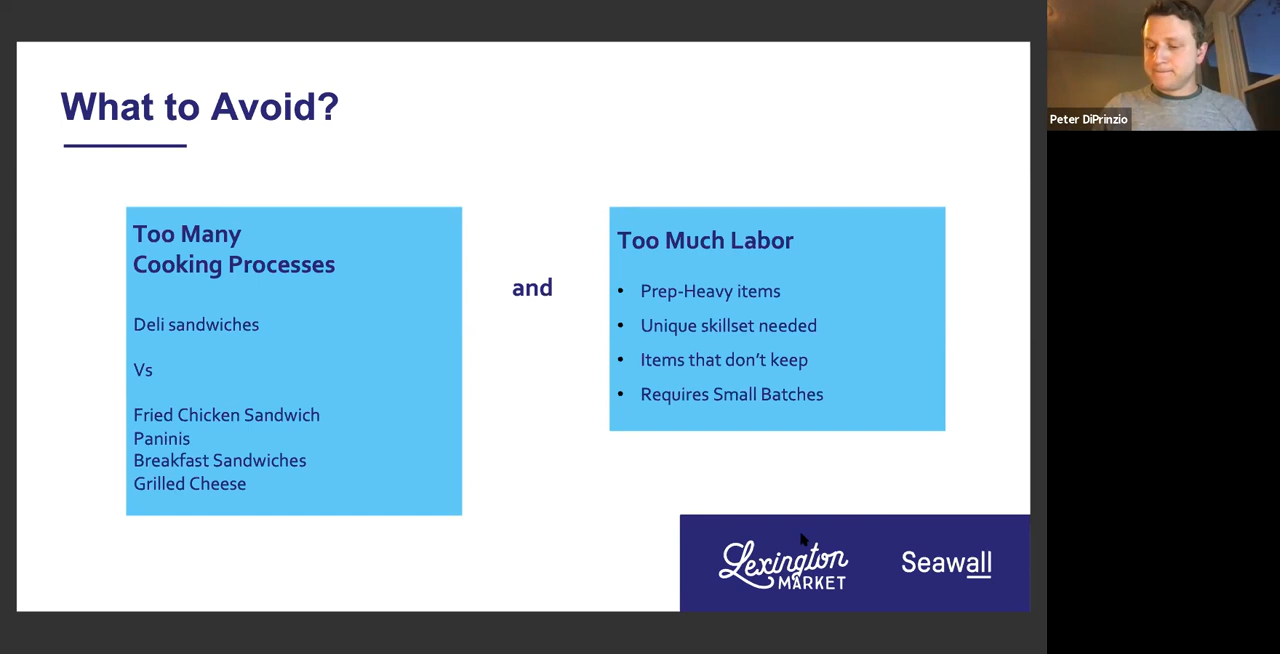 What to Avoid?
Too Many
Cooking Processes
Deli sandwiches
Vs
Fried Chicken Sandwich
Paninis
Breakfast Sandwiches
Grilled Cheese
and
Too Much Labor
• Prep-Heavy items
• Unique skillset needed
• Items that don’t keep
• Requires Small Batches
Lexington
MARKET
Seawall
Peter DiPrinzio